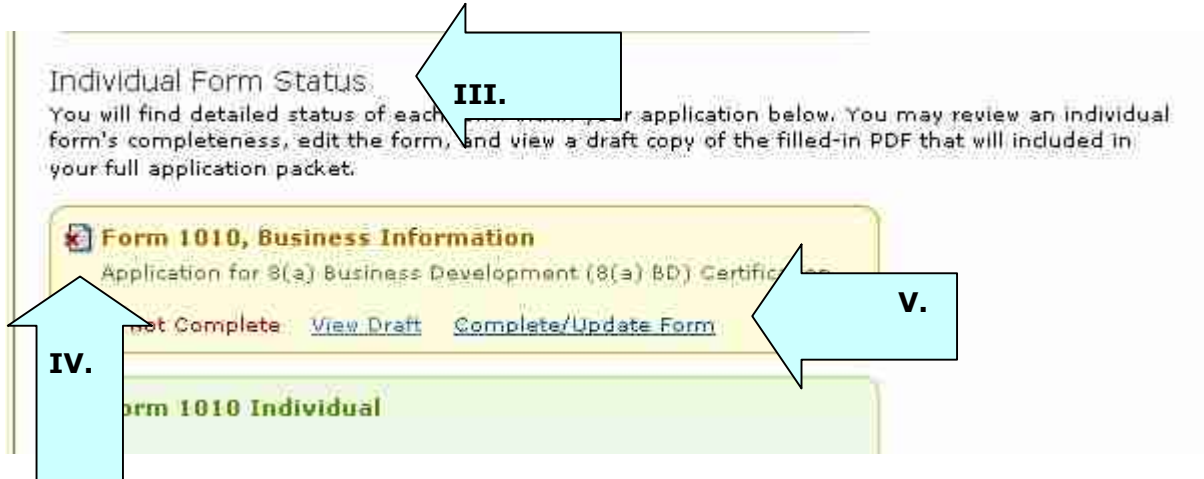 Individual Form Status
III.
You will find detailed status of each application below. You may review an individual
form's completeness, edit the form, and view a draft copy of the filled-in PDF that will included in
your full application packet.
Form 1010, Business Information
Application for 8(a) Business Development (8(a) BD)
V.
Not Complete View Draft Complete/Update Form
IV.
Form 1010 Individual